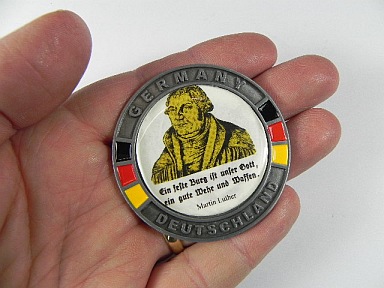 GERMANY
Ein feste Burg ist unser Gott,
ein gute Wehr und Waffen.
Martin Luther
DEUTSCHLAND